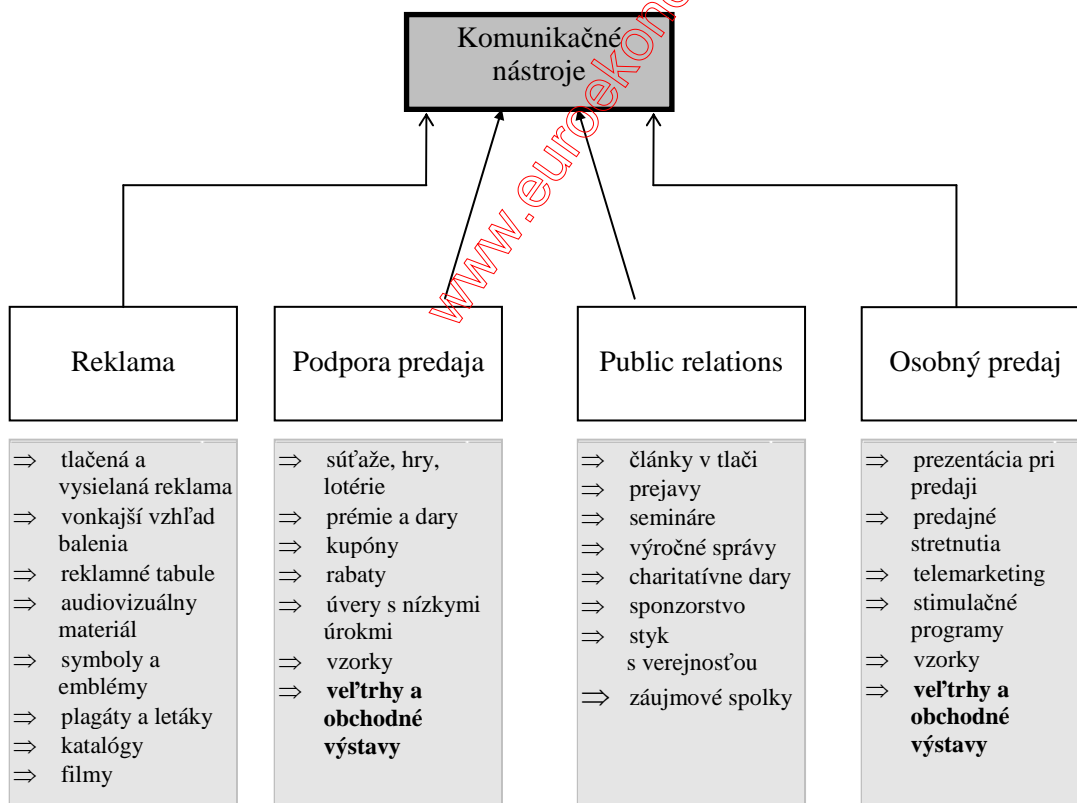 Komunikačné
nástroje
www.euroekono
Reklama
Podpora predaja
Public relations
Osobný predaj
⇒ tlačená a
vysielaná reklama
⇒ vonkajší vzhľad
balenia
⇒ reklamné tabule
⇒ audiovizuálny
materiál
⇒ symboly a
emblémy
⇒ plagáty a letáky
⇒ katalógy
⇒ filmy
⇒ súťaže, hry,
lotérie
⇒ prémie a dary
⇒ kupóny
⇒ rabaty
⇒ úvery s nízkymi
úrokmi
⇒ vzorky
⇒ veľtrhy a
obchodné
výstavy
⇒ články v tlači
⇒ prejavy
⇒ semináre
⇒ výročné správy
⇒ charitatívne dary
⇒ sponzorstvo
⇒ styk
s verejnosťou
⇒ záujmové spolky
⇒ prezentácia pri
predaji
⇒ predajné
stretnutia
⇒ telemarketing
⇒ stimulačné
programy
⇒ vzorky
⇒ veľtrhy a
obchodné
výstavy